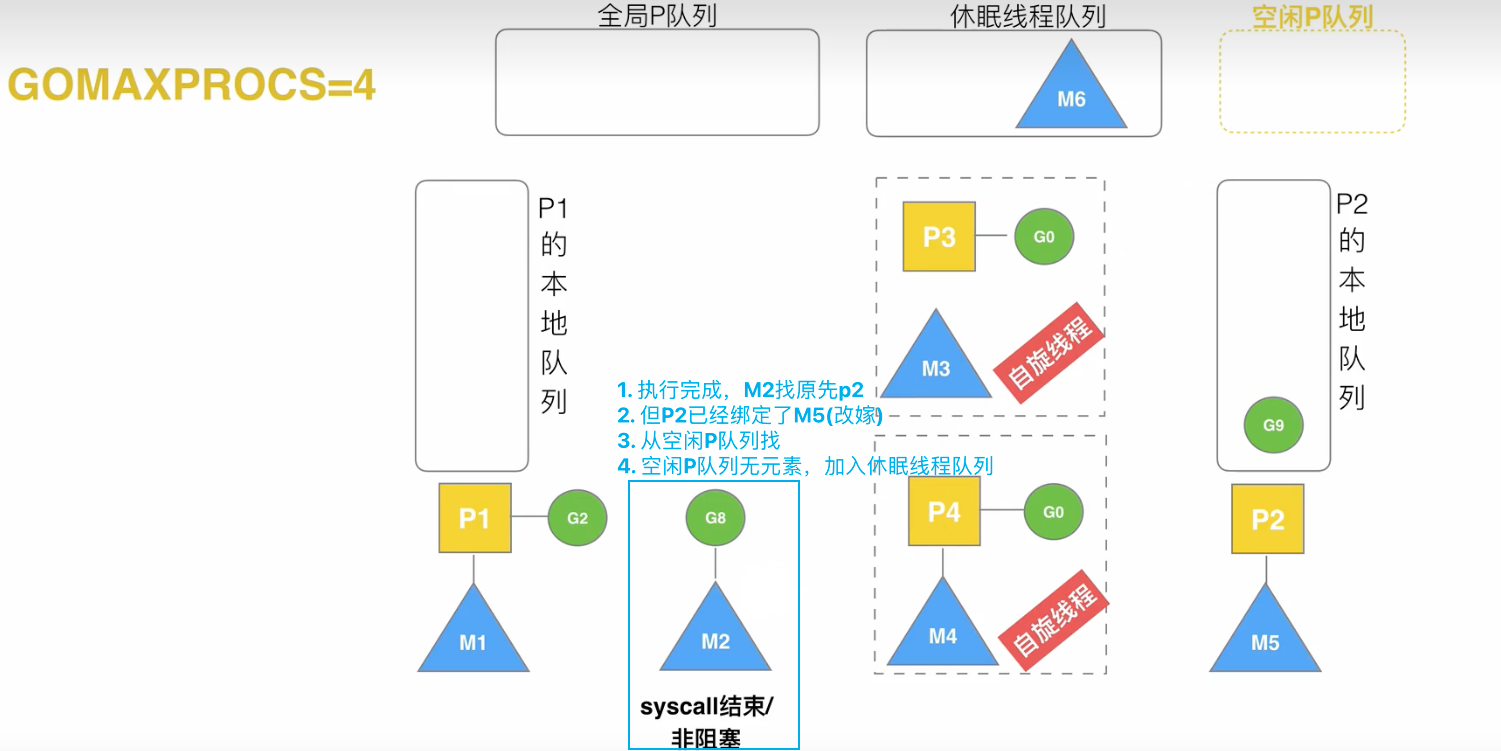 全局P队列
休眠线程队列
空闲P队列
GOMAXPROCS=4
M6
P1的本地队列
P3
G0
M3
自旋线程
P2的本地队列
G9
1. 执行完成，M2找原先p2
2. 但P2已经绑定了M5(改嫁)
3. 从空闲P队列找
4. 空闲P队列无元素，加入休眠线程队列
P1
G2
G8
P4
G0
P2
M1
M2
M4
自旋线程
M5
syscall结束/
非阻塞